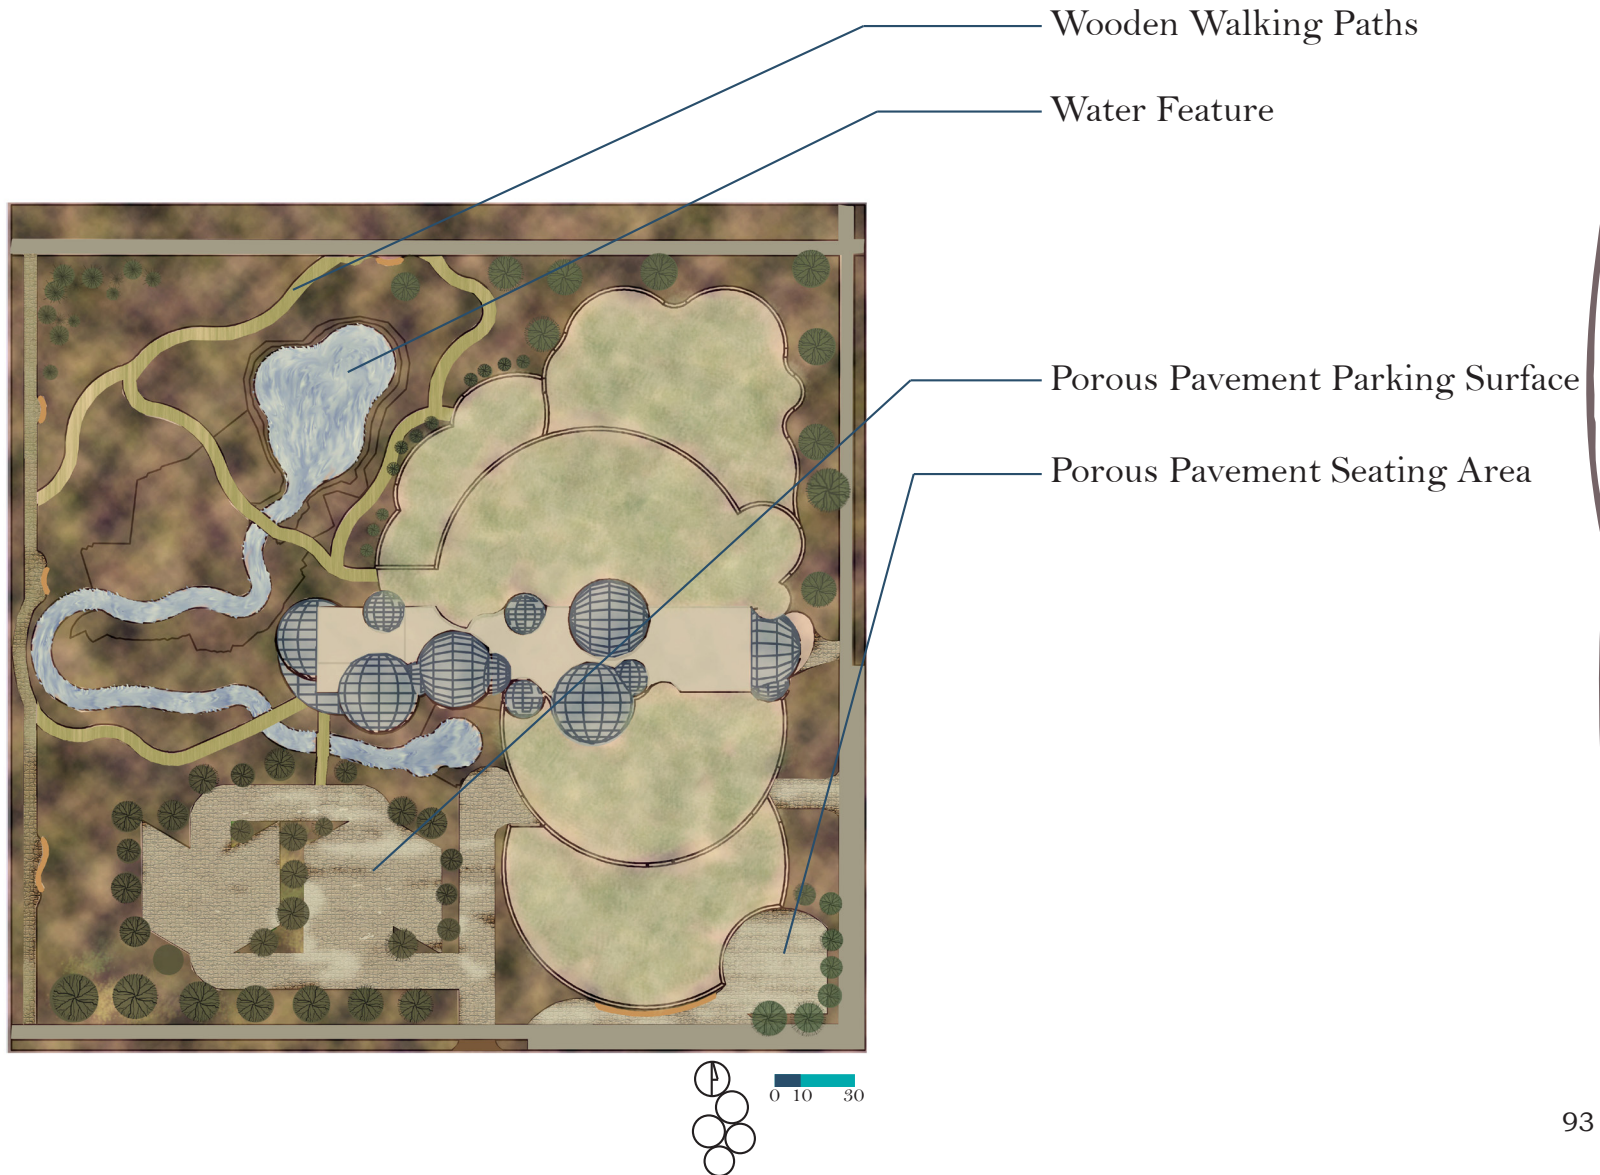 Wooden Walking Paths
Water Feature
Porous Pavement Parking Surface
Porous Pavement Seating Area
0 10 30
93